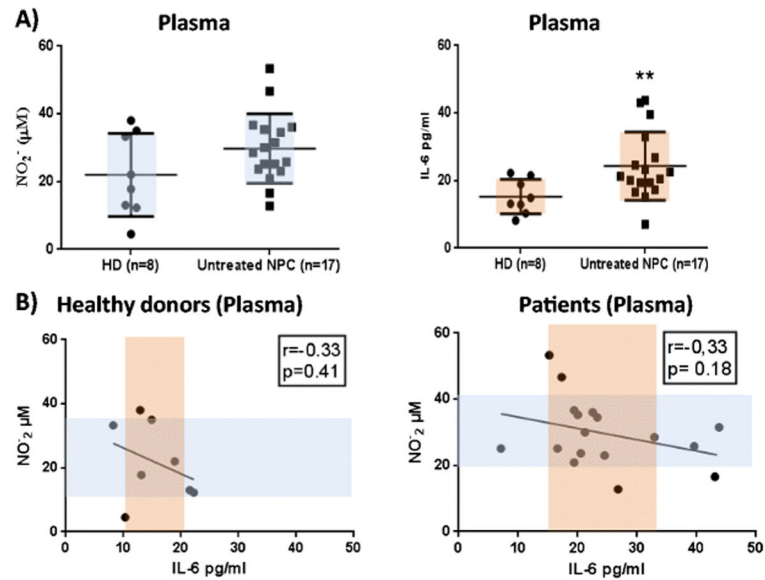 A)
Plasma
NO₂⁻ (μM)
60
40
20
0
HD (n=8)
Untreated NPC (n=17)
Plasma
**
IL-6 pg/ml
60
40
20
0
HD (n=8)
Untreated NPC (n=17)
B)
Healthy donors (Plasma)
r=-0.33
p=0.41
NO⁻₂ μM
60
40
20
0
0 10 20 30 40 50
IL-6 pg/ml
Patients (Plasma)
r=-0,33
p= 0.18
NO⁻₂ μM
60
40
20
0
0 10 20 30 40 50
IL-6 pg/ml